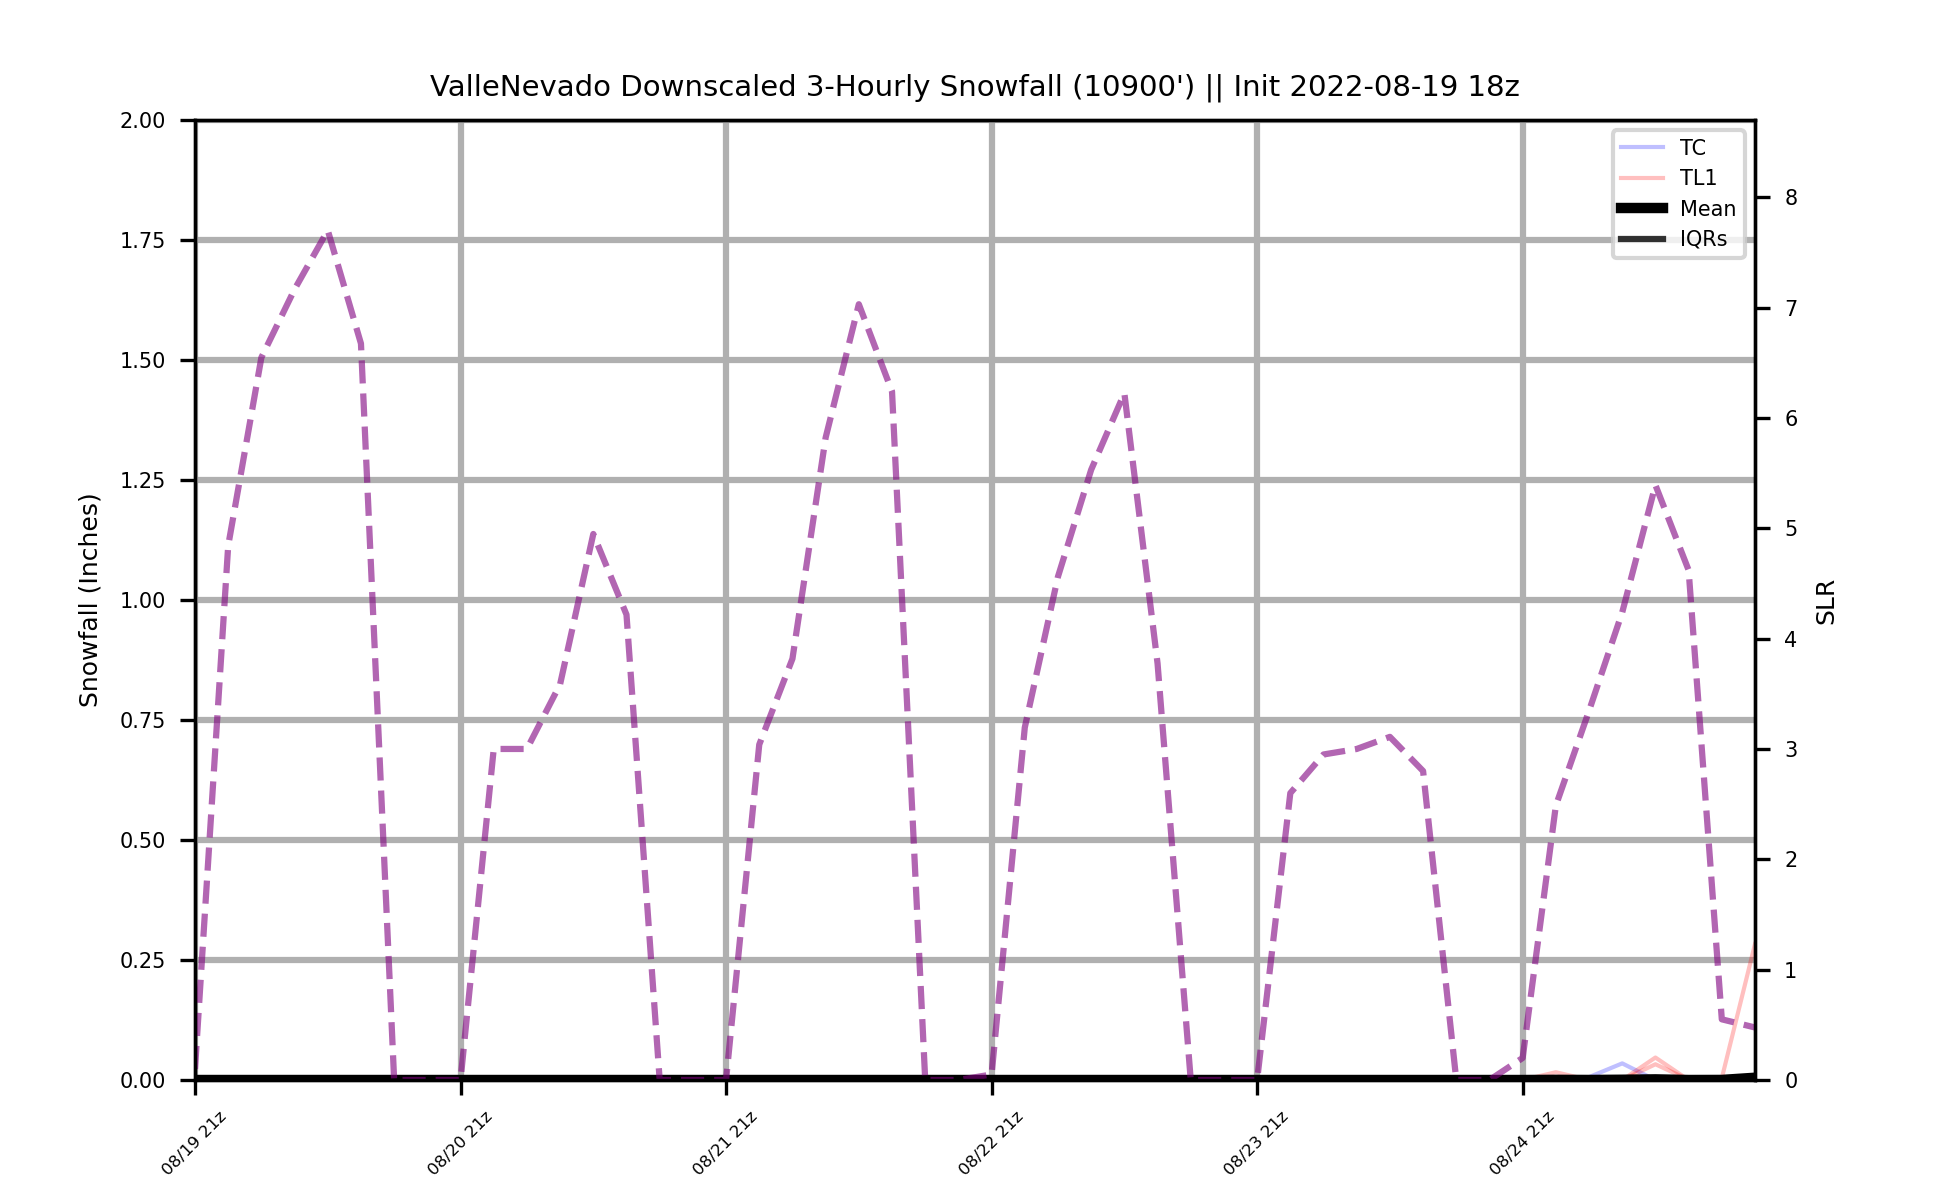 ValleNevado Downscaled 3-Hourly Snowfall (10900') || Init 2022-08-19 18z
2.00
1.75
1.50
1.25
1.00
0.75
0.50
0.25
0.00
Snowfall (Inches)
TC
TL1
Mean
IQRs
8
7
6
5
4
3
2
1
0
SLR
08/19 21z
08/20 21z
08/21 21z
08/22 21z
08/23 21z
08/24 21z